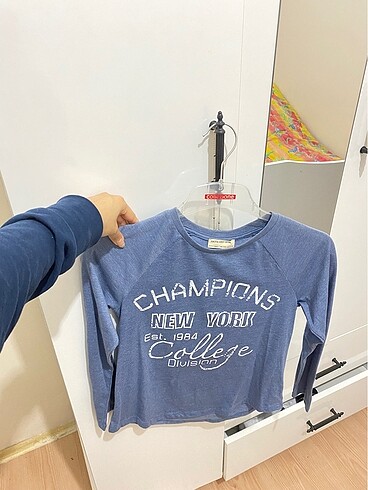 CHAMPIONS
NEW YORK
Est. 1984
College
Division